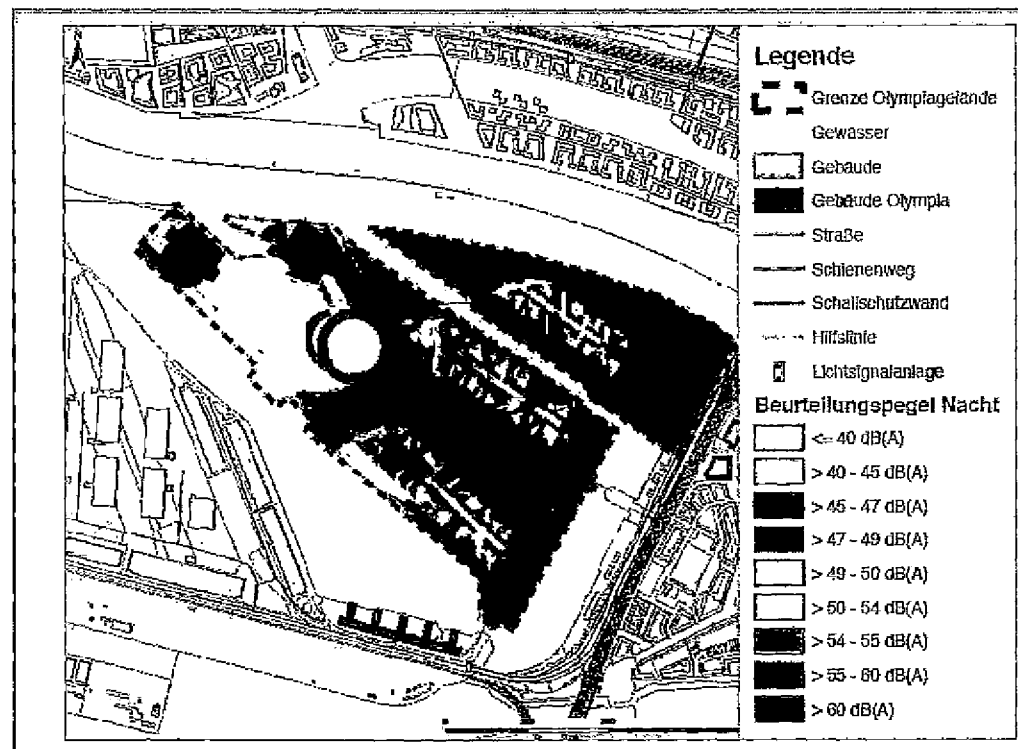 Legende
Grenze Olympiagelände
Gewässer
Gebäude
Gebäude Olympia
Straße
Schienenweg
Schallschutzwand
Hilfslinie
Lichtsignalanlage
Beurteilungspegel Nacht
<= 40 dB(A)
> 40 - 45 dB(A)
> 45 - 47 dB(A)
> 47 - 49 dB(A)
> 49 - 50 dB(A)
> 50 - 54 dB(A)
> 54 - 55 dB(A)
> 55 - 60 dB(A)
> 60 dB(A)